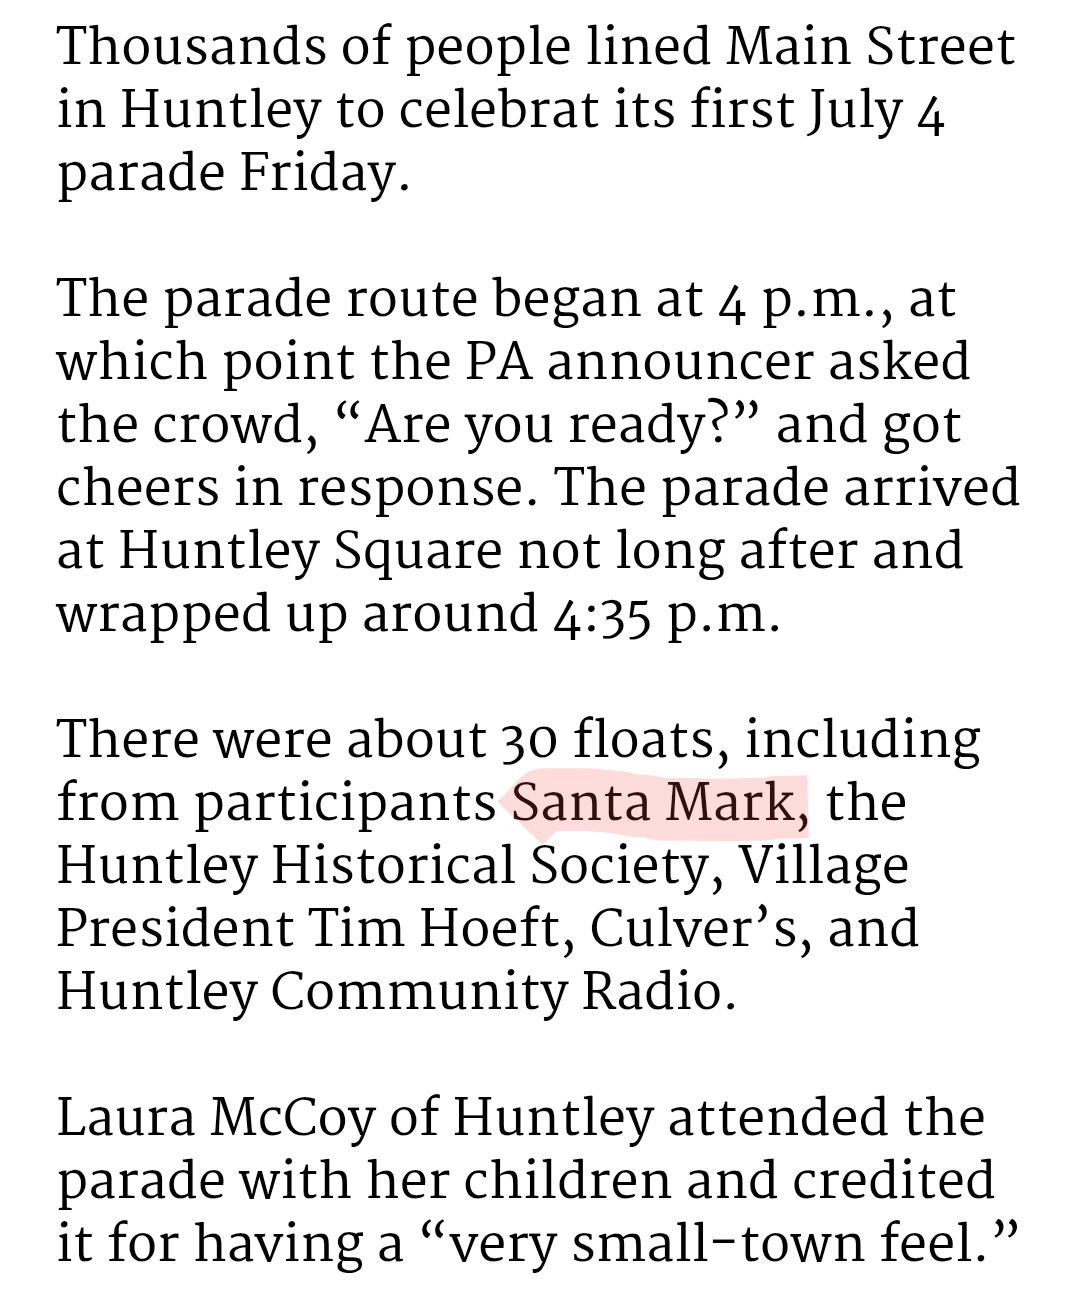 Thousands of people lined Main Street
in Huntley to celebrat its first July 4
parade Friday.
The parade route began at 4 p.m., at
which point the PA announcer asked
the crowd, “Are you ready?” and got
cheers in response. The parade arrived
at Huntley Square not long after and
wrapped up around 4:35 p.m.
There were about 30 floats, including
from participants Santa Mark, the
Huntley Historical Society, Village
President Tim Hoeft, Culver’s, and
Huntley Community Radio.
Laura McCoy of Huntley attended the
parade with her children and credited
it for having a “very small-town feel.”